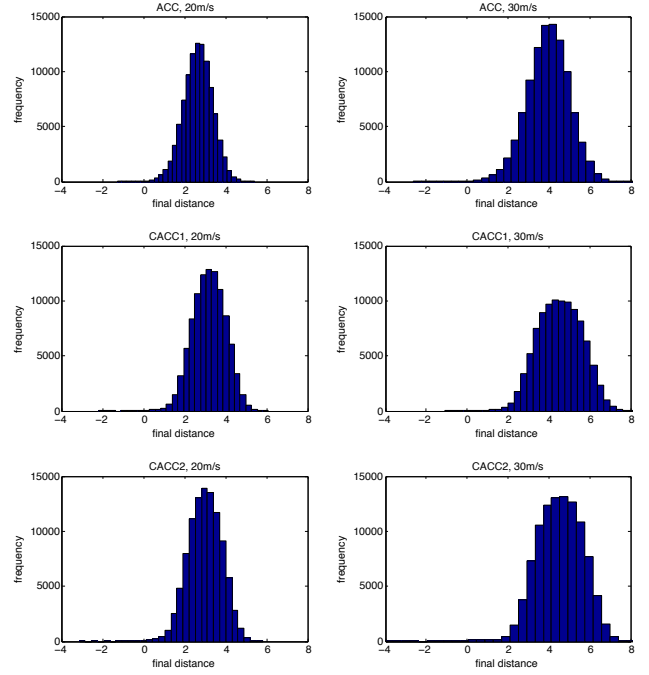 ACC, 20m/s
15000
10000
5000
0
frequency
−4 −2 0 2 4 6 8
final distance
ACC, 30m/s
15000
10000
5000
0
frequency
−4 −2 0 2 4 6 8
final distance
CACC1, 20m/s
15000
10000
5000
0
frequency
−4 −2 0 2 4 6 8
final distance
CACC1, 30m/s
15000
10000
5000
0
frequency
−4 −2 0 2 4 6 8
final distance
CACC2, 20m/s
15000
10000
5000
0
frequency
−4 −2 0 2 4 6 8
final distance
CACC2, 30m/s
15000
10000
5000
0
frequency
−4 −2 0 2 4 6 8
final distance